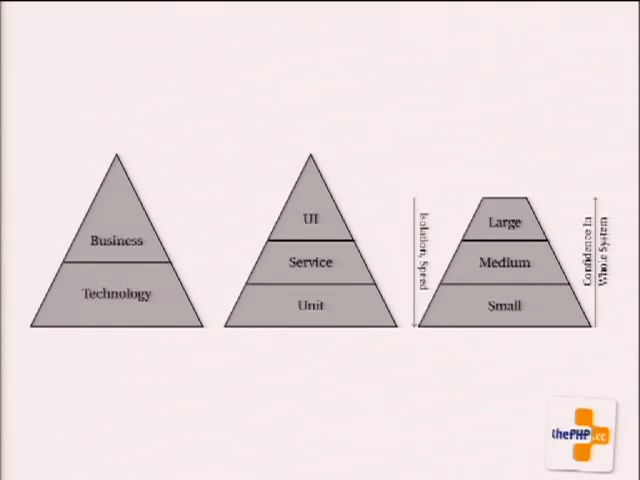 Business
Technology
UI
Service
Unit
Isolation, Speed
Large
Medium
Small
Confidence In
Whole System
thePHP.cc